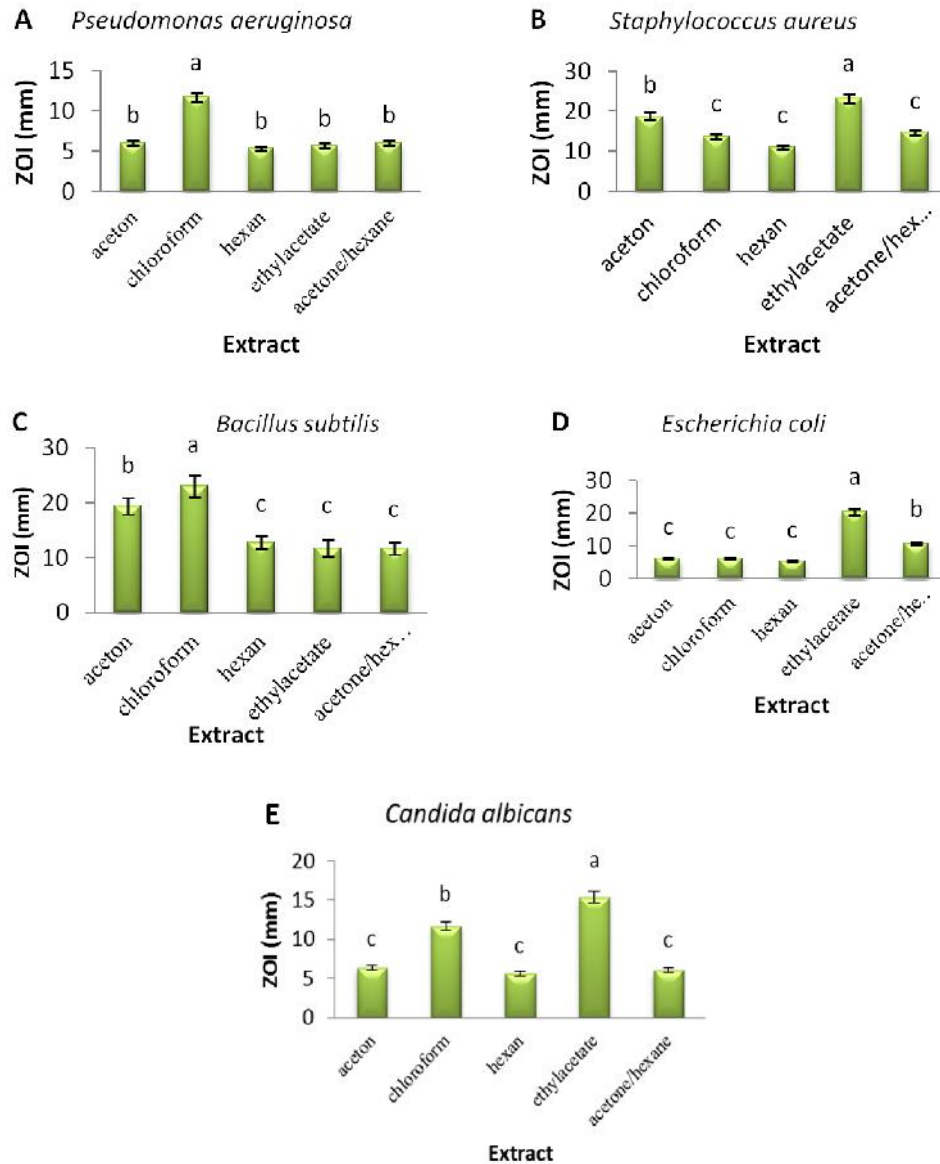 A Pseudomonas aeruginosa
a
b b b b
ZOI (mm)
15
10
5
0
aceton
chloroform
hexan
ethylacetate
acetone/hexane
Extract
B Staphylococcus aureus
b c c a c
ZOI (mm)
30
20
10
0
aceton
chloroform
hexan
ethylacetate
acetone/hex...
Extract
C Bacillus subtilis
b a c c c
ZOI (mm)
30
20
10
0
aceton
chloroform
hexan
ethylacetate
acetone/hex...
Extract
D Escherichia coli
c c c a b
ZOI (mm)
30
20
10
0
aceton
chloroform
hexan
ethylacetate
acetone/he..
Extract
E Candida albicans
c b c a c
ZOI (mm)
20
15
10
5
0
aceton
chloroform
hexan
ethylacetate
acetone/hexane
Extract